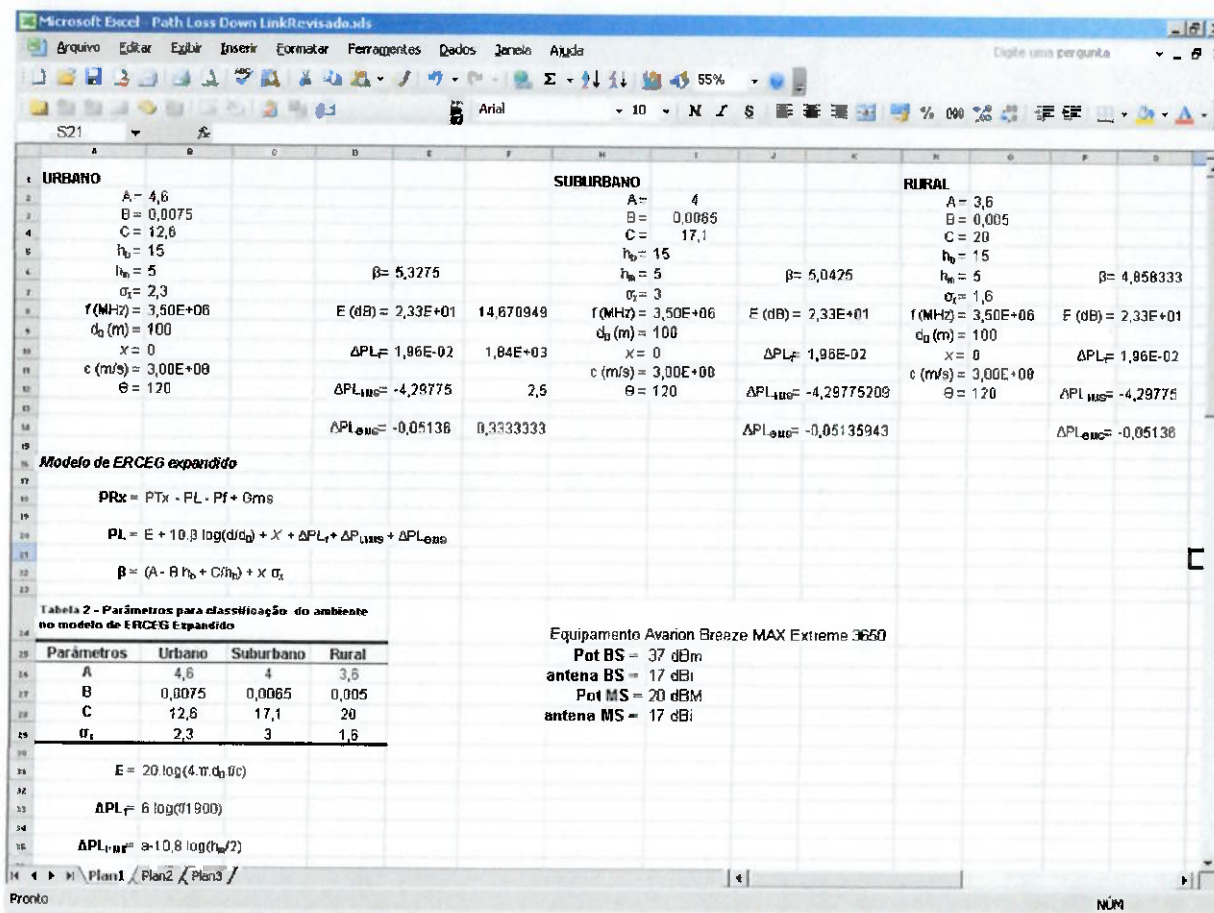 Microsoft Excel - Path Loss Down LinkRevisado.xls
Arquivo Editar Exibir Inserir Formatar Ferramentas Dados Janela Ajuda Digite uma pergunta
55%
Arial 10 N I S % 000
S21 fx
A B C D E F H I J K N O P
1 URBANO SUBURBANO RURAL
A = 4,6 A = 4 A = 3,6
B = 0,0075 B = 0,0065 B = 0,005
C = 12,6 C = 17,1 C = 20
hb = 15 hb = 15 hb = 15
hm = 5 β= 5,3275 hm = 5 β= 5,0425 hm = 5 β= 4,858333
σx= 2,3 σx= 3 σx= 1,6
f (MHz) = 3,50E+06 E (dB) = 2,33E+01 14,670949 f (MHz) = 3,50E+06 E (dB) = 2,33E+01 f (MHz) = 3,50E+06 E (dB) = 2,33E+01
d0 (m) = 100 d0 (m) = 100 d0 (m) = 100
x = 0 ΔPLf= 1,96E-02 1,84E+03 x = 0 ΔPLf= 1,96E-02 x = 0 ΔPLf= 1,96E-02
c (m/s) = 3,00E+08 c (m/s) = 3,00E+08 c (m/s) = 3,00E+08
Θ = 120 ΔPLHMS= -4,29775 2,5 Θ = 120 ΔPLHMS= -4,29775209 Θ = 120 ΔPLHMS= -4,29775
ΔPLΘMS= -0,05136 0,3333333 ΔPLΘMS= -0,05135943 ΔPLΘMS= -0,05136
Modelo de ERCEG expandido
PRx = PTx - PL - Pf + Gms
PL = E + 10.β log(d/d0) + X + ΔPLf + ΔPLHMS + ΔPLΘMS
β = (A - B hb + C/hb) + x σx
Tabela 2 - Parâmetros para classificação do ambiente
no modelo de ERCEG Expandido
Equipamento Avarion Breaze MAX Extreme 3650
Parâmetros Urbano Suburbano Rural Pot BS = 37 dBm
A 4,6 4 3,6 antena BS = 17 dBi
B 0,0075 0,0065 0,005 Pot MS = 20 dBM
C 12,6 17,1 20 antena MS = 17 dBi
σx 2,3 3 1,6
E = 20.log(4.π.d0.f/c)
ΔPLf= 6 log(f/1900)
ΔPLHMS= a-10,8 log(hm/2)
Plan1 Plan2 Plan3
Pronto NÚM